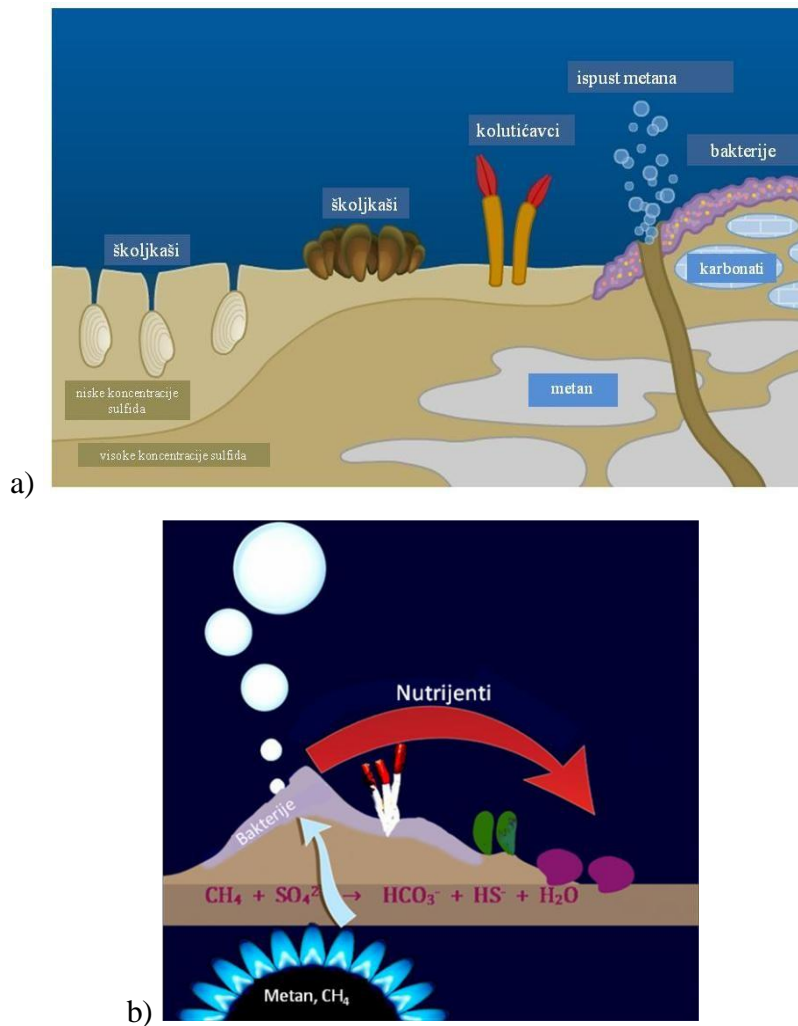 ispust metana
kolutićavci
bakterije
školjkaši
školjkaši
karbonati
metan
niske koncentracije
sulfida
visoke koncentracije sulfida
a)
Nutrijenti
Bakterije
CH₄ + SO₄² → HCO₃⁻ + HS⁻ + H₂O
Metan, CH₄
b)